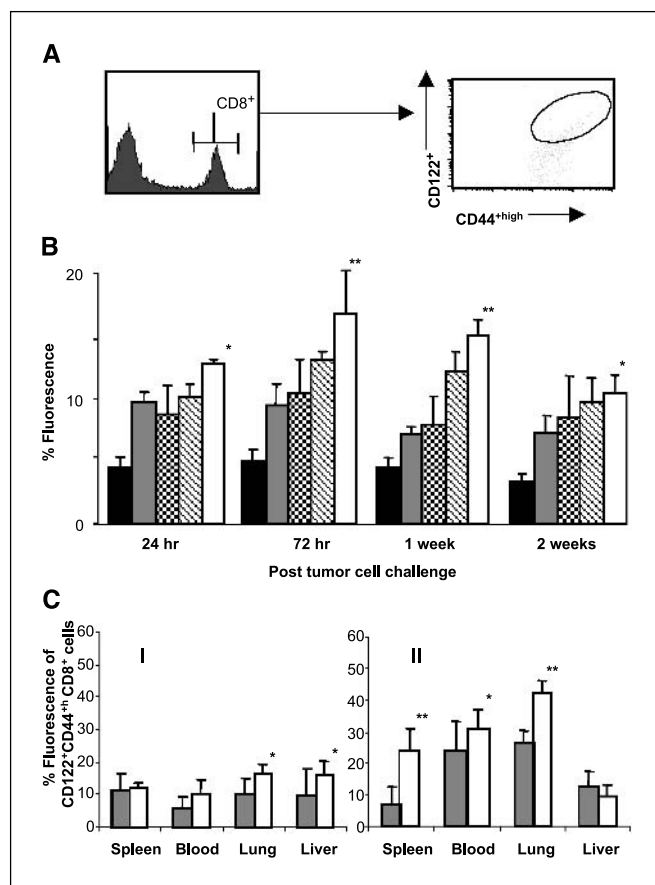 A
CD8+
CD122+
CD44+high
B
% Fluorescence
20
10
0
*
**
**
*
24 hr 72 hr 1 week 2 weeks
Post tumor cell challenge
C
% Fluorescence of
CD122+CD44+h CD8+ cells
I
60
50
40
30
20
10
0
*
*
Spleen Blood Lung Liver
II
60
50
40
30
20
10
0
**
*
**
Spleen Blood Lung Liver